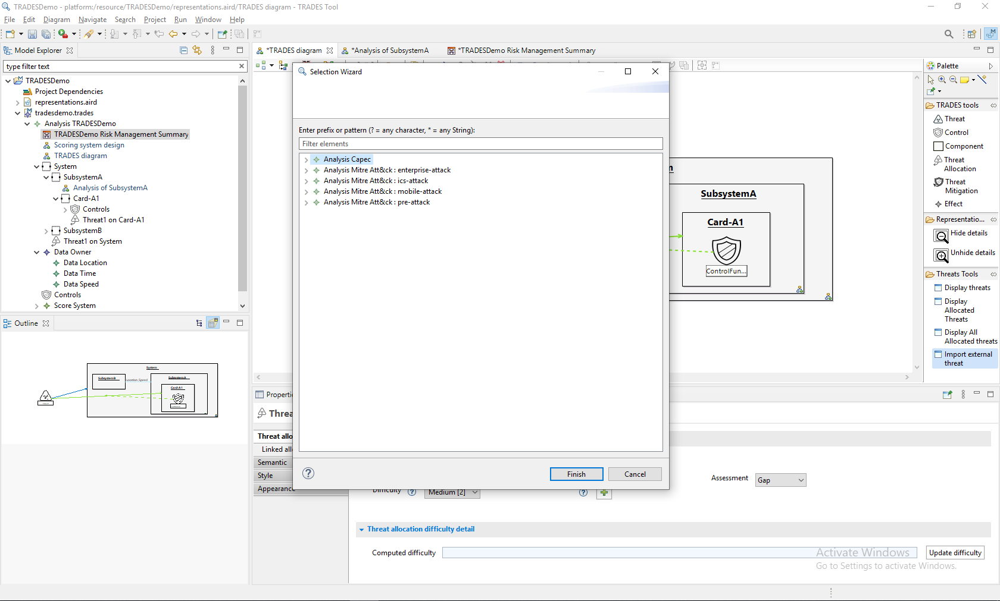 TRADESDemo - platform:/resource/TRADESDemo/representations.aird/TRADES diagram - TRADES Tool
File Edit Diagram Navigate Search Project Run Window Help
Model Explorer
type filter text
TRADESDemo
Project Dependencies
representations.aird
tradesdemo.trades
Analysis TRADESDemo
TRADESDemo Risk Management Summary
Scoring system design
TRADES diagram
System
SubsystemA
Analysis of SubsystemA
Card-A1
Controls
Threat1 on Card-A1
SubsystemB
Threat1 on System
Data Owner
Data Location
Data Time
Data Speed
Controls
Score System
Outline
System
SubsystemB
Location, Speed
SubsystemA
Card-A1
*TRADES diagram
*Analysis of SubsystemA
*TRADESDemo Risk Management Summary
Selection Wizard
Enter prefix or pattern (? = any character, * = any String):
Filter elements
Analysis Capec
Analysis Mitre Att&ck : enterprise-attack
Analysis Mitre Att&ck : ics-attack
Analysis Mitre Att&ck : mobile-attack
Analysis Mitre Att&ck : pre-attack
?
Finish
Cancel
SubsystemA
Card-A1
ControlFun...
Palette
TRADES tools
Threat
Control
Component
Threat
Allocation
Threat
Mitigation
Effect
Representatio...
Hide details
Unhide details
Threats Tools
Display threats
Display
Allocated
Threats
Display All
Allocated threats
Import external
threat
Properti
Threa
Threat allo
Linked all
Semantic
Style
Appearance
Difficulty
Medium [2]
Assessment
Gap
Threat allocation difficulty detail
Computed difficulty
Update difficulty
Activate Windows
Go to Settings to activate Windows.